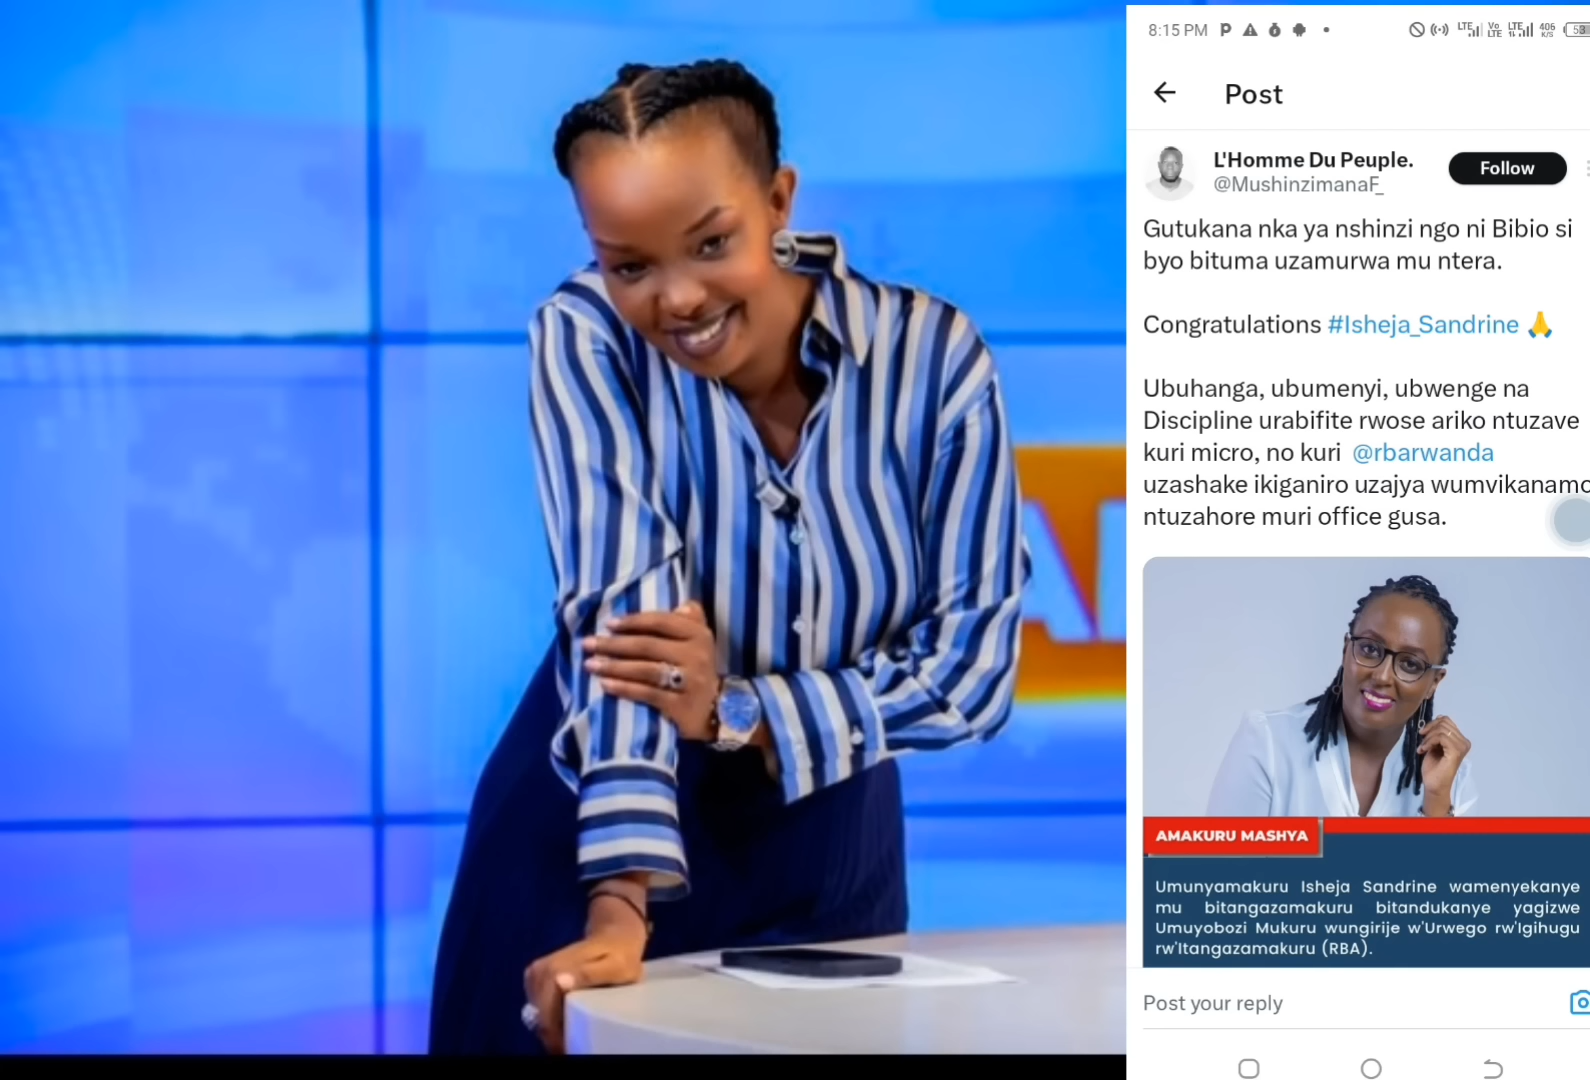 8:15 PM
406
K/S
53
Post
L'Homme Du Peuple.
@MushinzimanaF_
Follow
Gutukana nka ya nshinzi ngo ni Bibio si
byo bituma uzamurwa mu ntera.
Congratulations #Isheja_Sandrine 🙏
Ubuhanga, ubumenyi, ubwenge na
Discipline urabifite rwose ariko ntuzave
kuri micro, no kuri @rbarwanda
uzashake ikiganiro uzajya wumvikanamo
ntuzahore muri office gusa.
AMAKURU MASHYA
Umunyamakuru Isheja Sandrine wamenyekanye
mu bitangazamakuru bitandukanye yagizwe
Umuyobozi Mukuru wungirije w'Urwego rw'Igihugu
rw'Itangazamakuru (RBA).
Post your reply